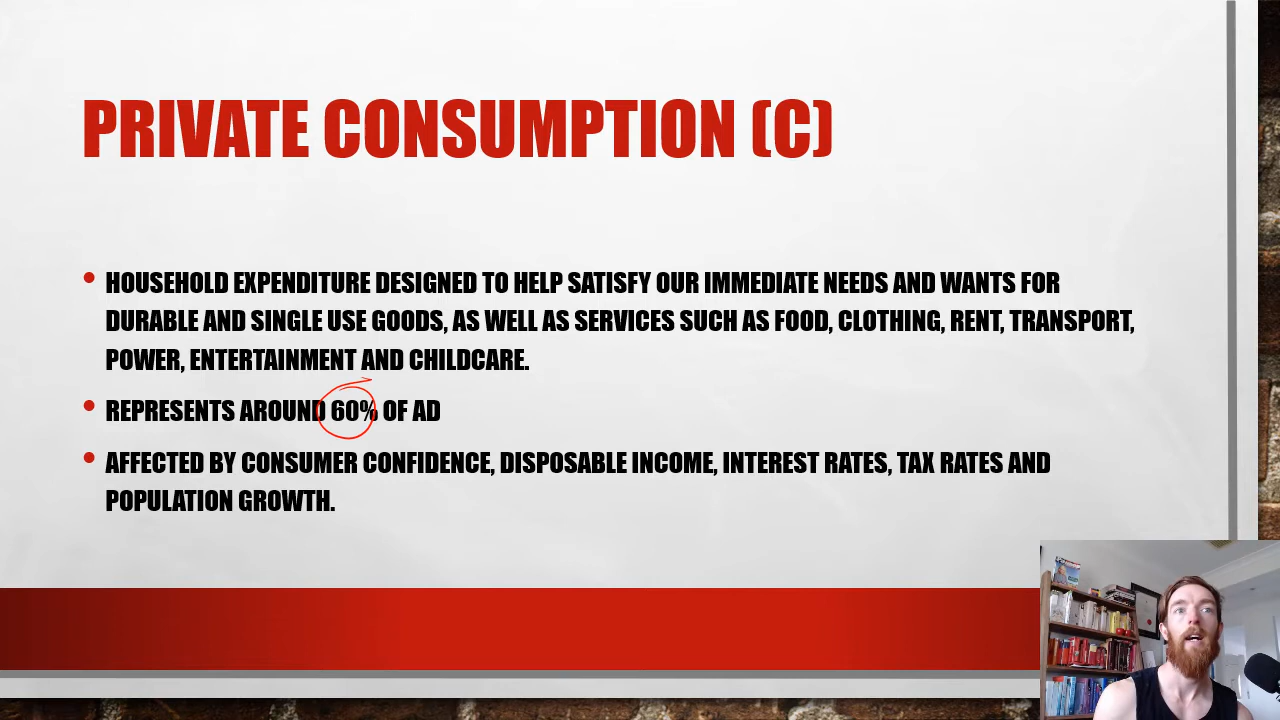 PRIVATE CONSUMPTION (C)
• HOUSEHOLD EXPENDITURE DESIGNED TO HELP SATISFY OUR IMMEDIATE NEEDS AND WANTS FOR
DURABLE AND SINGLE USE GOODS, AS WELL AS SERVICES SUCH AS FOOD, CLOTHING, RENT, TRANSPORT,
POWER, ENTERTAINMENT AND CHILDCARE.
• REPRESENTS AROUND 60% OF AD
• AFFECTED BY CONSUMER CONFIDENCE, DISPOSABLE INCOME, INTEREST RATES, TAX RATES AND
POPULATION GROWTH.